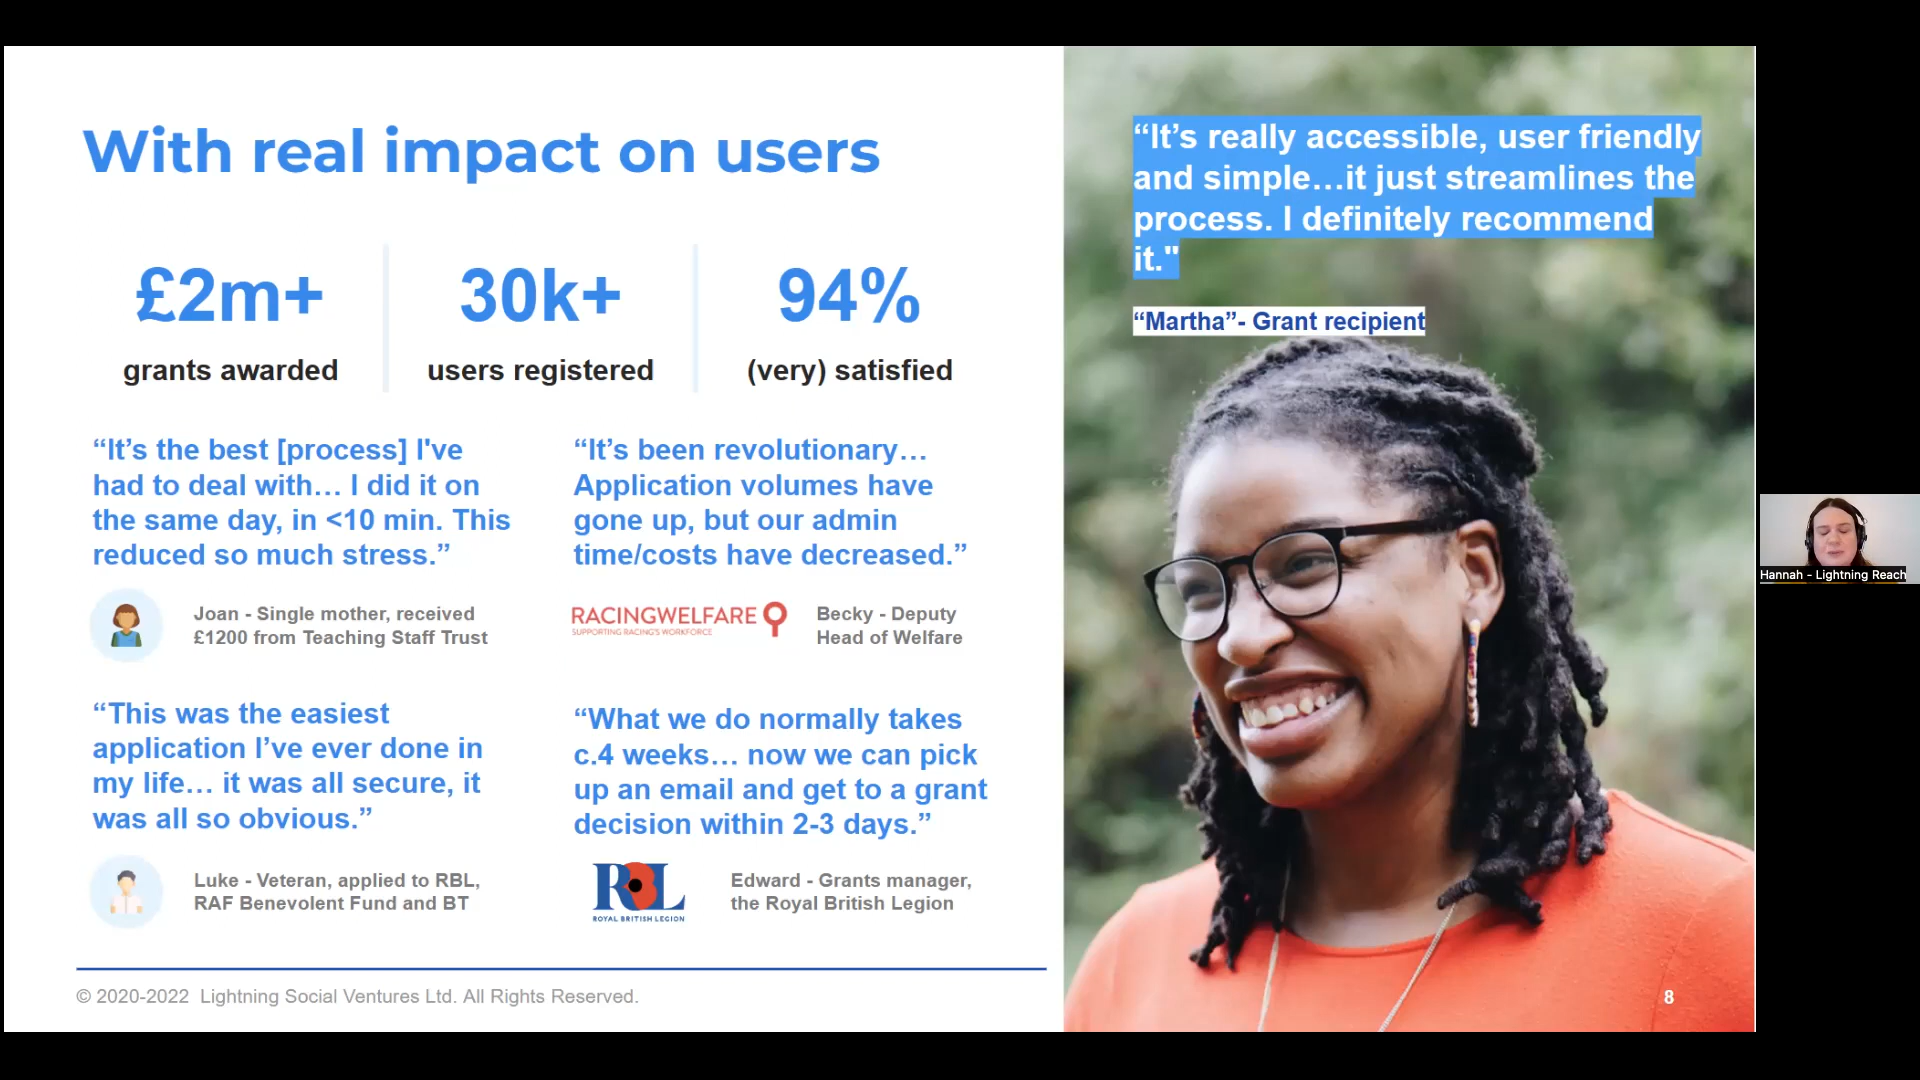 With real impact on users
£2m+
grants awarded
30k+
users registered
94%
(very) satisfied
“It’s the best [process] I've
had to deal with… I did it on
the same day, in <10 min. This
reduced so much stress.”
Joan - Single mother, received
£1200 from Teaching Staff Trust
“It’s been revolutionary…
Application volumes have
gone up, but our admin
time/costs have decreased.”
RACINGWELFARE
SUPPORTING RACING'S WORKFORCE
Becky - Deputy
Head of Welfare
“This was the easiest
application I’ve ever done in
my life… it was all secure, it
was all so obvious.”
Luke - Veteran, applied to RBL,
RAF Benevolent Fund and BT
“What we do normally takes
c.4 weeks… now we can pick
up an email and get to a grant
decision within 2-3 days.”
RBL
ROYAL BRITISH LEGION
Edward - Grants manager,
the Royal British Legion
© 2020-2022 Lightning Social Ventures Ltd. All Rights Reserved.
“It’s really accessible, user friendly
and simple…it just streamlines the
process. I definitely recommend
it."
“Martha”- Grant recipient
8
Hannah - Lightning Reach